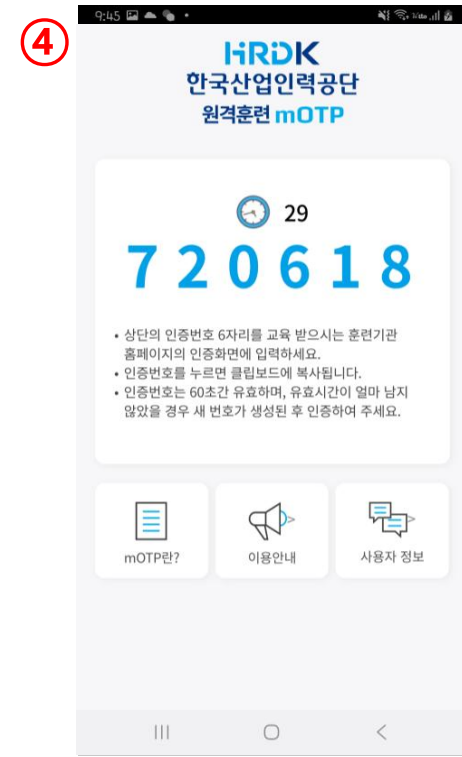 ④
9:45
HRDK
한국산업인력공단
원격훈련 mOTP
29
720618
• 상단의 인증번호 6자리를 교육 받으시는 훈련기관
홈페이지의 인증화면에 입력하세요.
• 인증번호를 누르면 클립보드에 복사됩니다.
• 인증번호는 60초간 유효하며, 유효시간이 얼마 남지
않았을 경우 새 번호가 생성된 후 인증하여 주세요.
mOTP란?
이용안내
사용자 정보